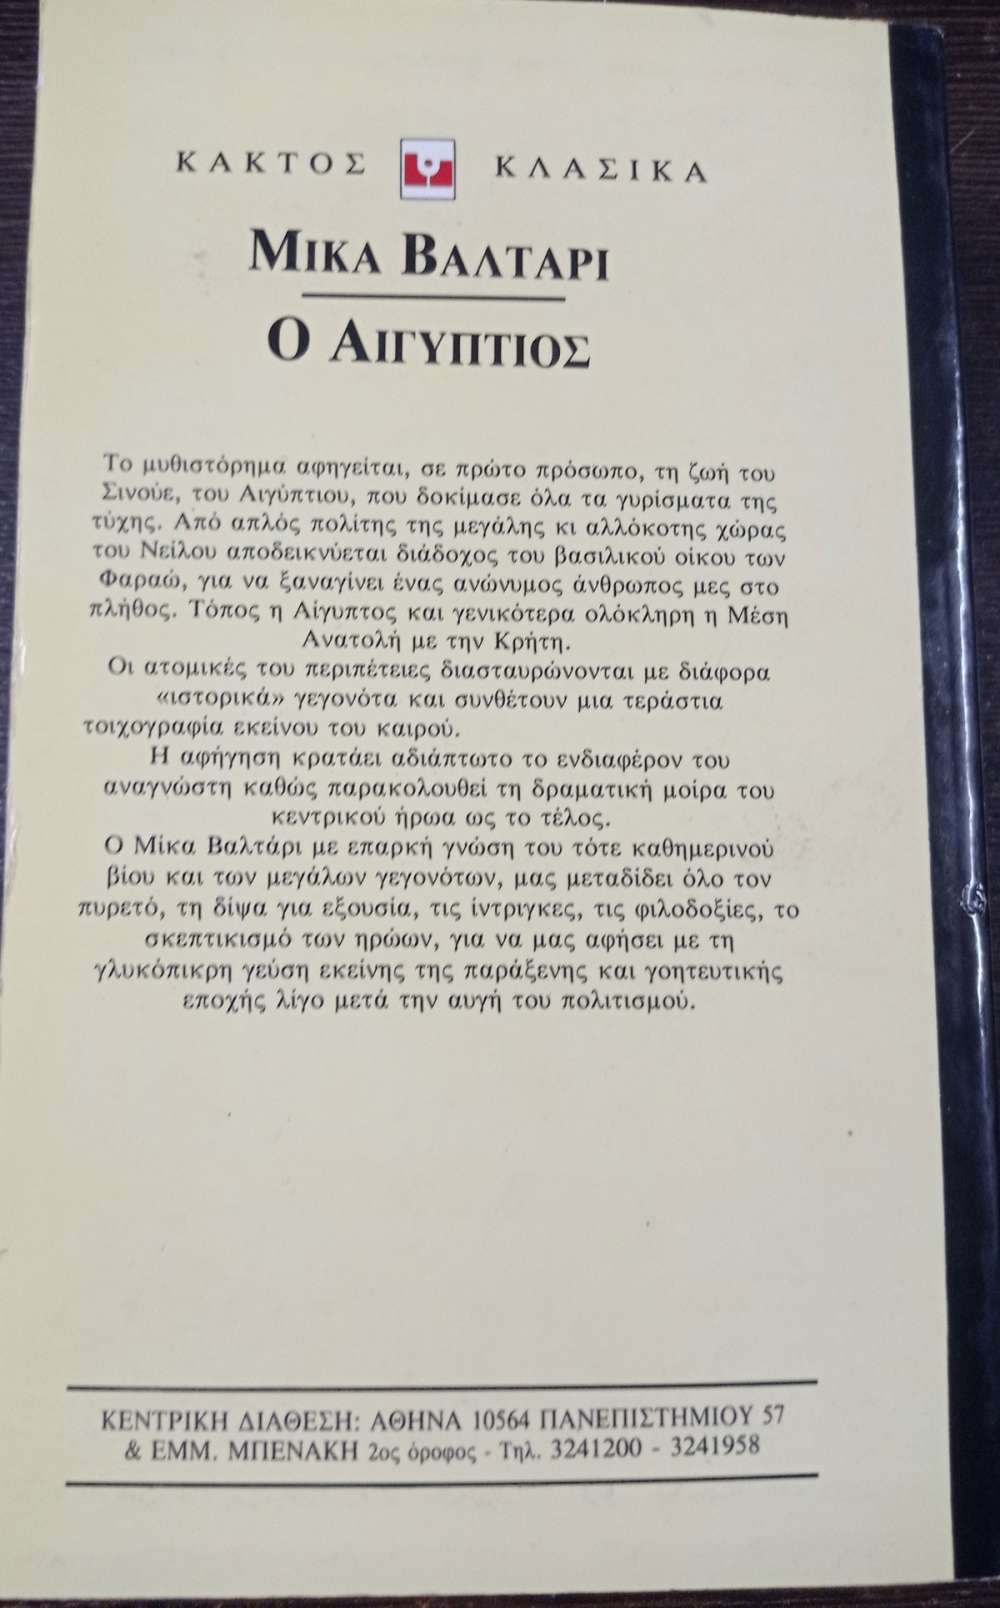 ΚΑΚΤΟΣ ΚΛΑΣΙΚΑ
ΜΙΚΑ ΒΑΛΤΑΡΙ
Ο ΑΙΓΥΠΤΙΟΣ
Το μυθιστόρημα αφηγείται, σε πρώτο πρόσωπο, τη ζωή του
Σινούε, του Αιγύπτιου, που δοκίμασε όλα τα γυρίσματα της
τύχης. Από απλός πολίτης της μεγάλης κι αλλόκοτης χώρας
του Νείλου αποδεικνύεται διάδοχος του βασιλικού οίκου των
Φαραώ, για να ξαναγίνει ένας ανώνυμος άνθρωπος μες στο
πλήθος. Τόπος η Αίγυπτος και γενικότερα ολόκληρη η Μέση
Ανατολή με την Κρήτη.
Οι ατομικές του περιπέτειες διασταυρώνονται με διάφορα
«ιστορικά» γεγονότα και συνθέτουν μια τεράστια
τοιχογραφία εκείνου του καιρού.
Η αφήγηση κρατάει αδιάπτωτο το ενδιαφέρον του
αναγνώστη καθώς παρακολουθεί τη δραματική μοίρα του
κεντρικού ήρωα ως το τέλος.
Ο Μίκα Βαλτάρι με επαρκή γνώση του τότε καθημερινού
βίου και των μεγάλων γεγονότων, μας μεταδίδει όλο τον
πυρετό, τη δίψα για εξουσία, τις ίντριγκες, τις φιλοδοξίες, το
σκεπτικισμό των ηρώων, για να μας αφήσει με τη
γλυκόπικρη γεύση εκείνης της παράξενης και γοητευτικής
εποχής λίγο μετά την αυγή του πολιτισμού.
ΚΕΝΤΡΙΚΗ ΔΙΑΘΕΣΗ: ΑΘΗΝΑ 10564 ΠΑΝΕΠΙΣΤΗΜΙΟΥ 57
& ΕΜΜ. ΜΠΕΝΑΚΗ 2ος όροφος - Τηλ. 3241200 - 3241958